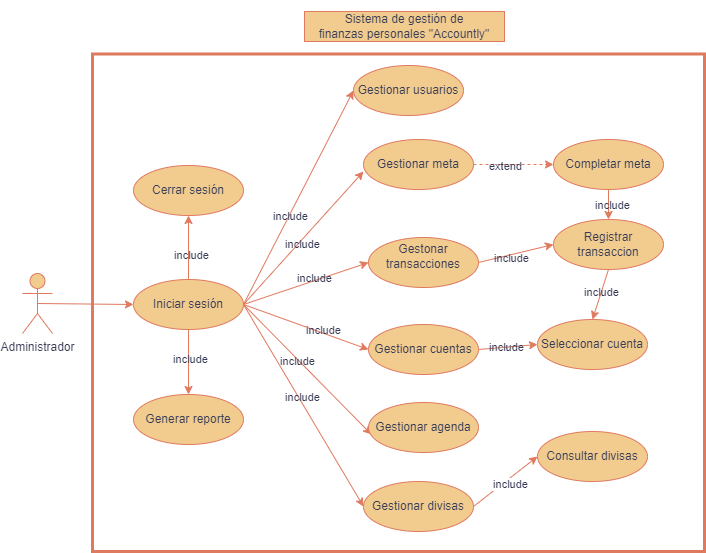 Sistema de gestión de
finanzas personales "Accountly"
Gestionar usuarios
Gestionar meta
extend
Completar meta
Cerrar sesión
include
include
include
Gestonar
transacciones
include
Registrar
transaccion
include
include
include
Iniciar sesión
Administrador
include
include
Gestionar cuentas
include
Seleccionar cuenta
include
include
include
Generar reporte
Gestionar agenda
Consultar divisas
include
Gestionar divisas